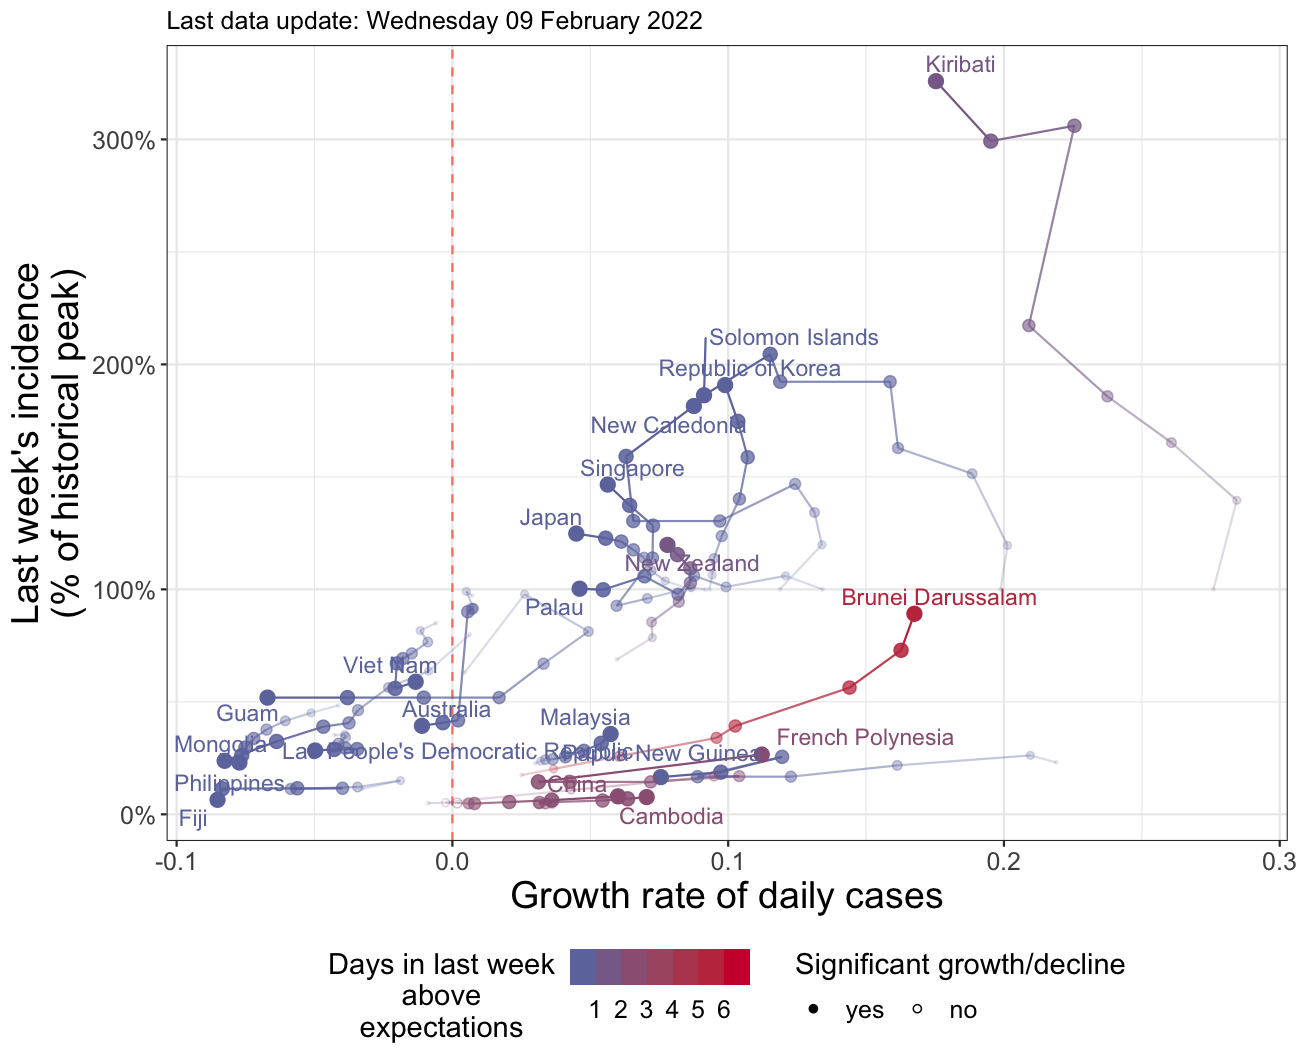 Last data update: Wednesday 09 February 2022
Last week's incidence
(% of historical peak)
300%
200%
100%
0%
Kiribati
Solomon Islands
Republic of Korea
New Caledonia
Singapore
Japan
New Zealand
Palau
Brunei Darussalam
Viet Nam
Guam
Australia
Malaysia
Mongolia
Lao People's Democratic Republic
Papua New Guinea
French Polynesia
Philippines
China
Fiji
Cambodia
-0.1
0.0
0.1
0.2
0.3
Growth rate of daily cases
Days in last week
above
expectations
1 2 3 4 5 6
Significant growth/decline
yes
no